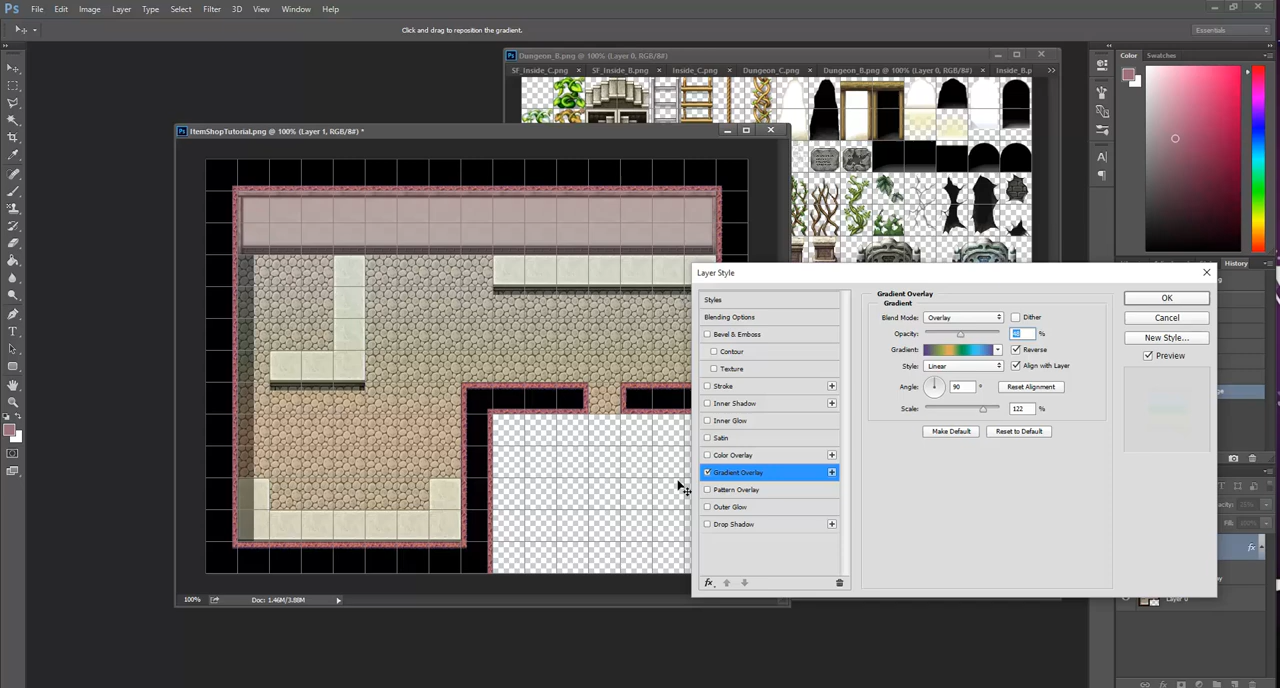 Ps File Edit Image Layer Type Select Filter 3D View Window Help
Click and drag to reposition the gradient.
Essentials
Dungeon_B.png @ 100% (Layer 0, RGB/8#)
SF_Inside_C.png × SF_Inside_B.png × Inside_C.png × Dungeon_C.png × Dungeon_B.png @ 100% (Layer 0, RGB/8#) × Inside_B.p >>
Color Swatches
ItemShopTutorial.png @ 100% (Layer 1, RGB/8#) *
History
Layer Style
Styles
Blending Options
Bevel & Emboss
Contour
Texture
Stroke
Inner Shadow
Inner Glow
Satin
Color Overlay
Gradient Overlay
Pattern Overlay
Outer Glow
Drop Shadow
fx
Gradient Overlay
Gradient
Blend Mode: Overlay Dither
Opacity: %
Gradient: Reverse
Style: Linear Align with Layer
Angle: 90 ° Reset Alignment
Scale: 122 %
Make Default Reset to Default
OK
Cancel
New Style...
Preview
100% Doc: 1.46M/3.88M